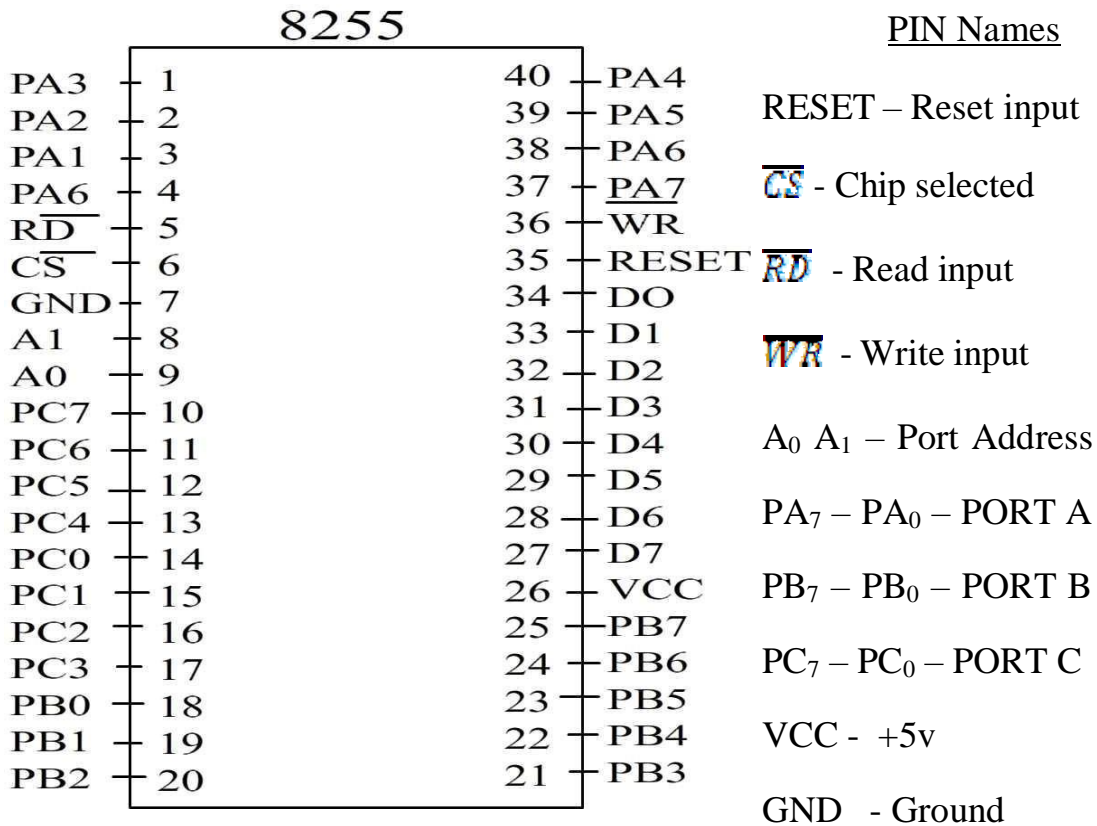 8255
PA3 1
PA2 2
PA1 3
PA6 4
RD 5
CS 6
GND 7
A1 8
A0 9
PC7 10
PC6 11
PC5 12
PC4 13
PC0 14
PC1 15
PC2 16
PC3 17
PB0 18
PB1 19
PB2 20
40 PA4
39 PA5
38 PA6
37 PA7
36 WR
35 RESET
34 DO
33 D1
32 D2
31 D3
30 D4
29 D5
28 D6
27 D7
26 VCC
25 PB7
24 PB6
23 PB5
22 PB4
21 PB3
PIN Names
RESET – Reset input
CS - Chip selected
RD - Read input
WR - Write input
A0 A1 – Port Address
PA7 – PA0 – PORT A
PB7 – PB0 – PORT B
PC7 – PC0 – PORT C
VCC - +5v
GND - Ground